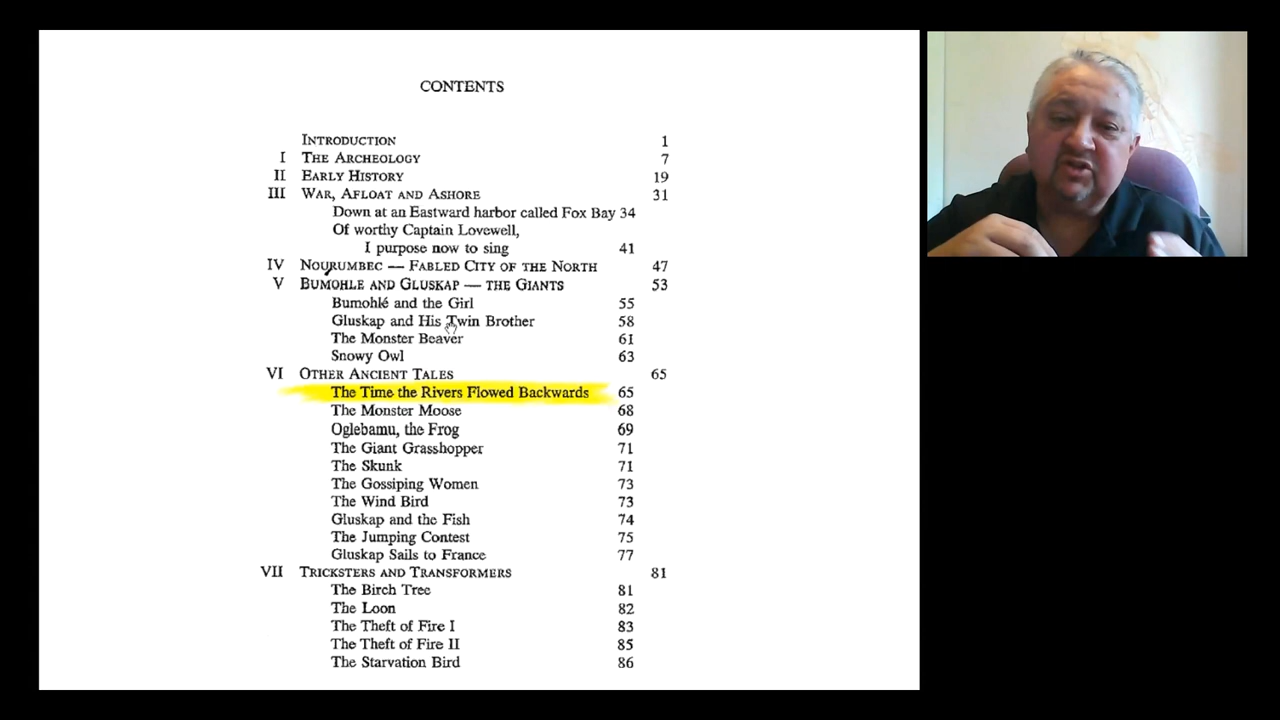 CONTENTS
INTRODUCTION 1
I THE ARCHEOLOGY 7
II EARLY HISTORY 19
III WAR, AFLOAT AND ASHORE 31
Down at an Eastward harbor called Fox Bay 34
Of worthy Captain Lovewell,
I purpose now to sing 41
IV NOURUMBEC — FABLED CITY OF THE NORTH 47
V BUMOHLE AND GLUSKAP — THE GIANTS 53
Bumohlé and the Girl 55
Gluskap and His Twin Brother 58
The Monster Beaver 61
Snowy Owl 63
VI OTHER ANCIENT TALES 65
The Time the Rivers Flowed Backwards 65
The Monster Moose 68
Oglebamu, the Frog 69
The Giant Grasshopper 71
The Skunk 71
The Gossiping Women 73
The Wind Bird 73
Gluskap and the Fish 74
The Jumping Contest 75
Gluskap Sails to France 77
VII TRICKSTERS AND TRANSFORMERS 81
The Birch Tree 81
The Loon 82
The Theft of Fire I 83
The Theft of Fire II 85
The Starvation Bird 86